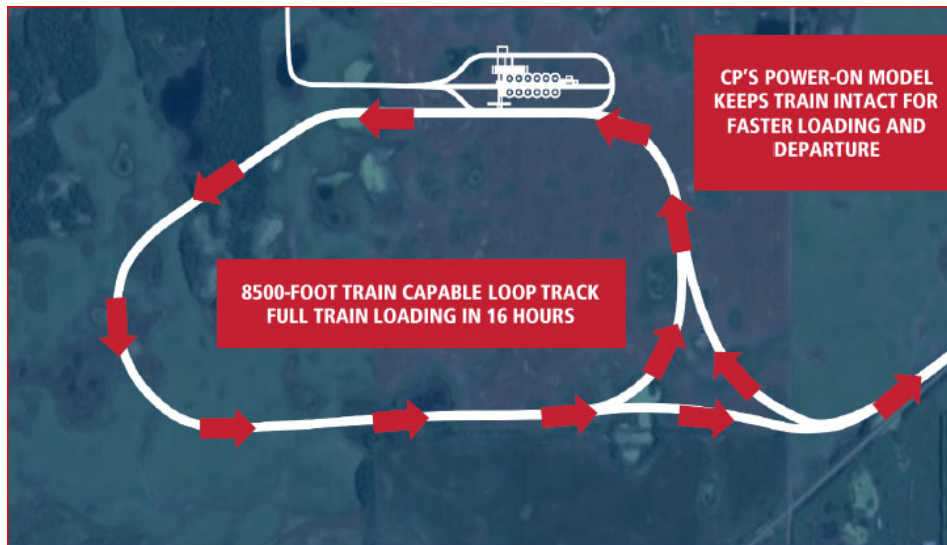 CP'S POWER-ON MODEL
KEEPS TRAIN INTACT FOR
FASTER LOADING AND
DEPARTURE
8500-FOOT TRAIN CAPABLE LOOP TRACK
FULL TRAIN LOADING IN 16 HOURS